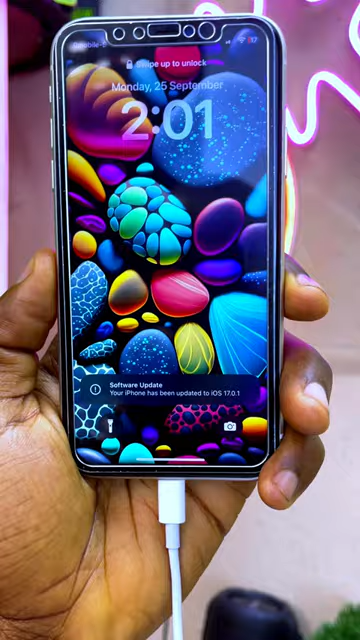 Swipe up to unlock
Monday, 25 September
2:01
Software Update
Your iPhone has been updated to iOS 17.0.1